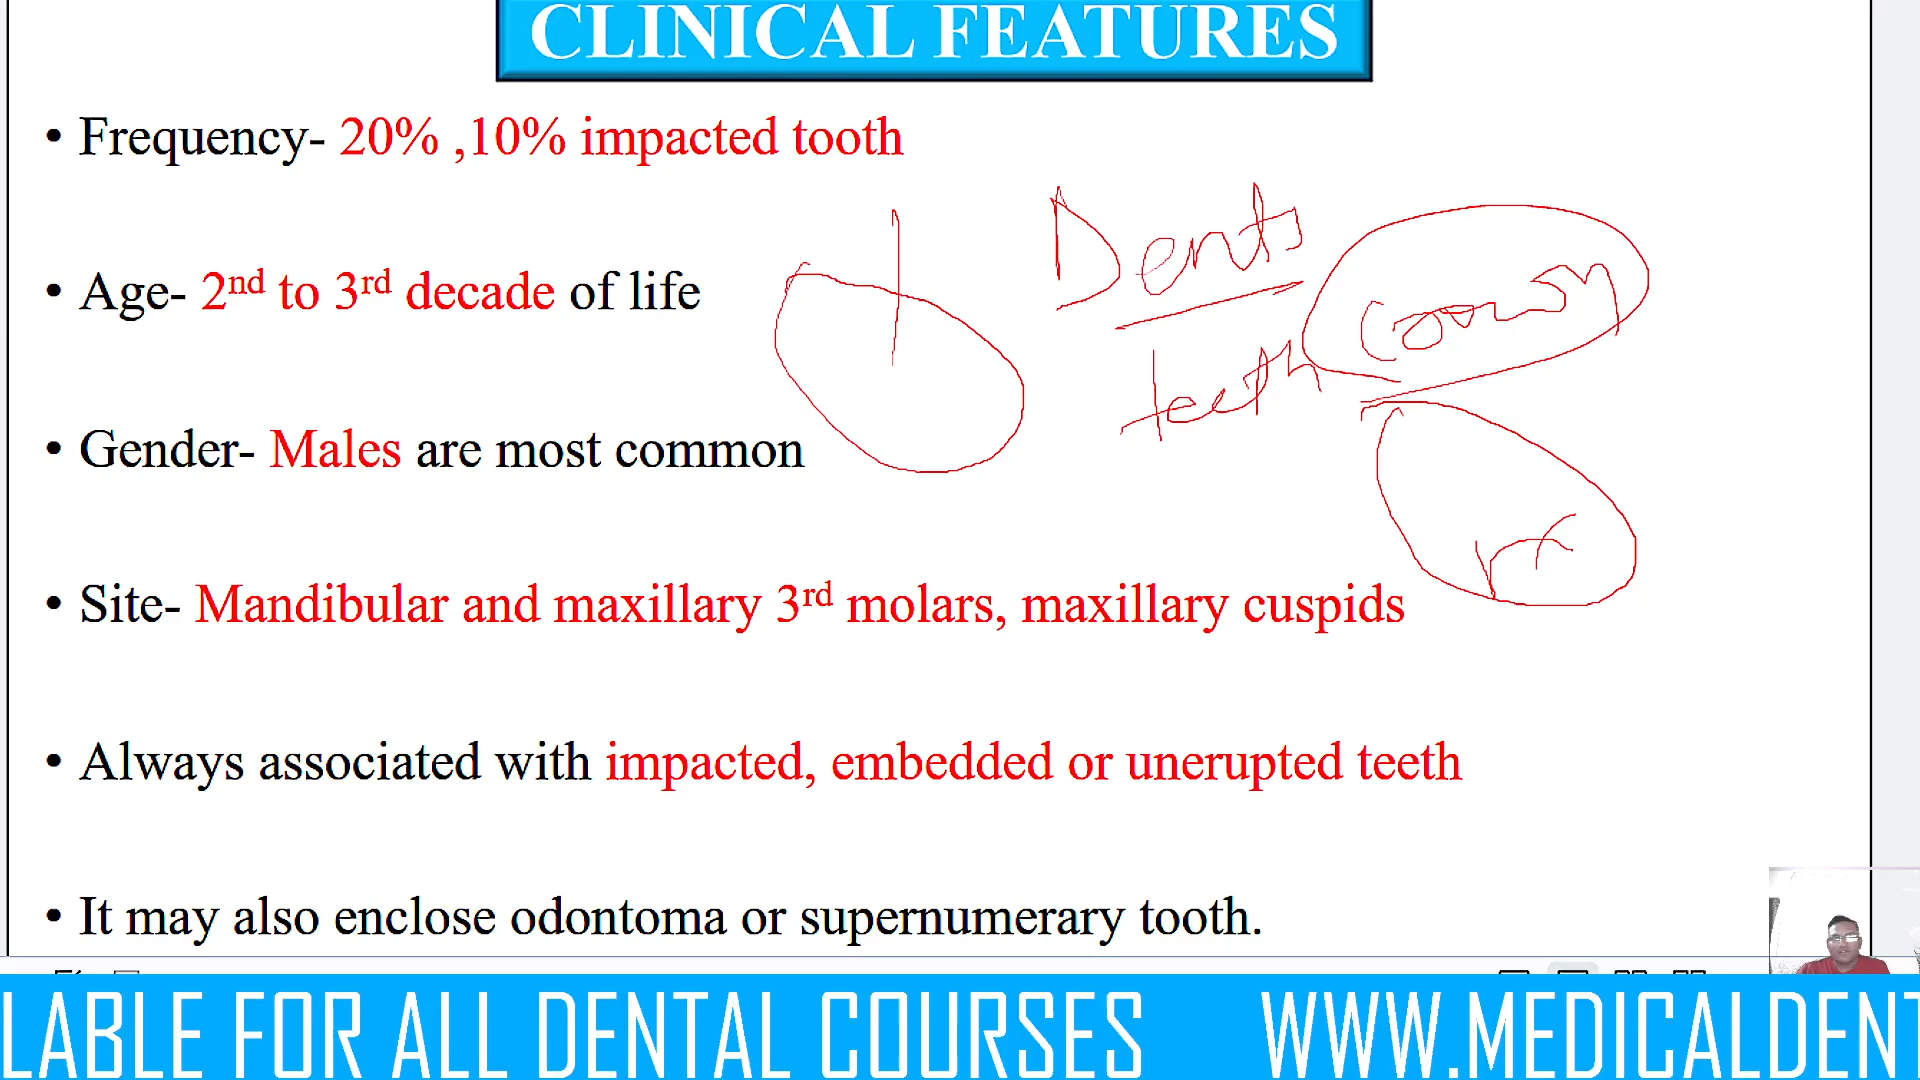 CLINICAL FEATURES
• Frequency- 20% ,10% impacted tooth
• Age- 2nd to 3rd decade of life
• Gender- Males are most common
• Site- Mandibular and maxillary 3rd molars, maxillary cuspids
• Always associated with impacted, embedded or unerupted teeth
• It may also enclose odontoma or supernumerary tooth.
teeth
LABLE FOR ALL DENTAL COURSES WWW.MEDICALDENT